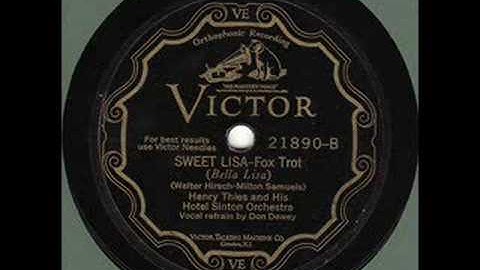 VE
Orthophonic Recording
"HIS MASTER'S VOICE"
VICTOR
For best results
use Victor Needles
21890-B
SWEET LISA-Fox Trot
(Bella Lisa)
(Walter Hirsch-Milton Samuels)
Henry Thies and His
Hotel Sinton Orchestra
Vocal refrain by Don Dewey
VICTOR TALKING MACHINE CO.
Camden, N.J.
VE